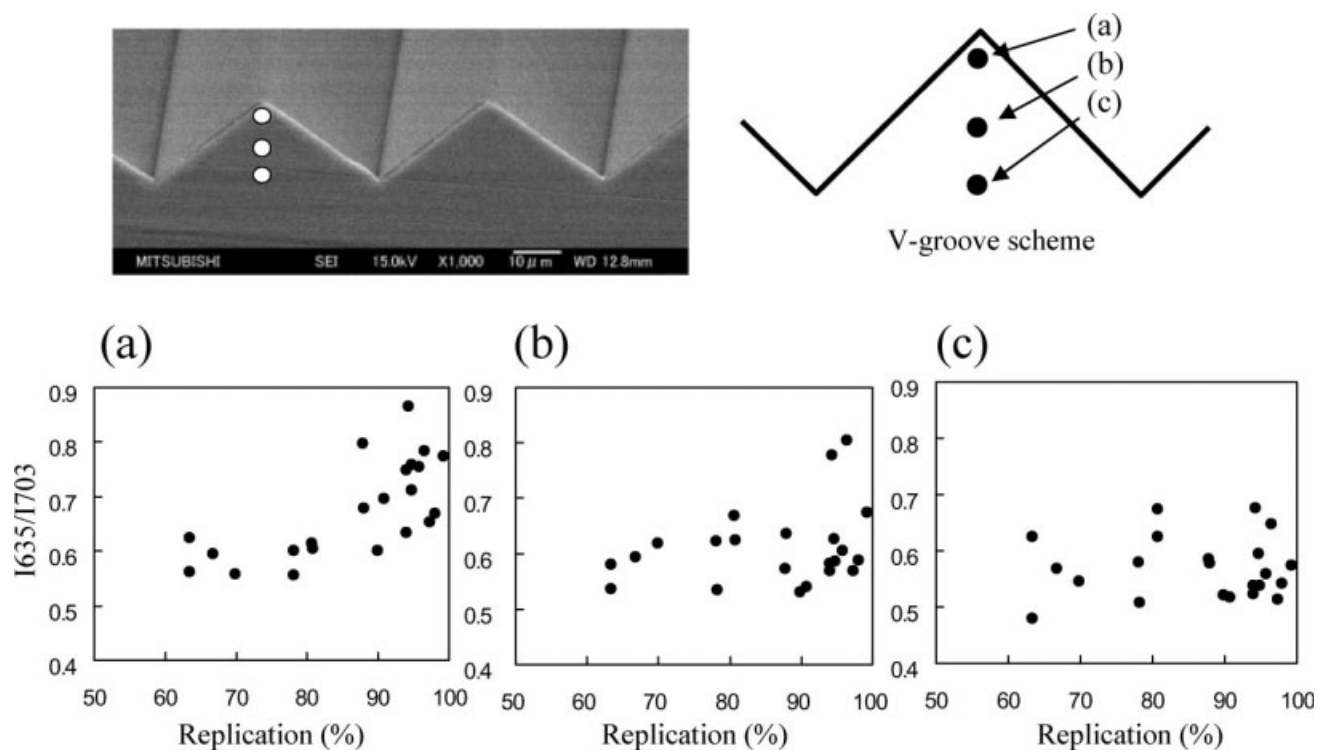 MITSUBISHI SEI 15.0kV X1,000 10μm WD 12.8mm
(a)
(b)
(c)
V-groove scheme
(a) (b) (c)
0.9 0.9 0.9
0.8 0.8 0.8
0.7 0.7 0.7
0.6 0.6 0.6
0.5 0.5 0.5
0.4 0.4 0.4
I635/I703
50 60 70 80 90 100 50 60 70 80 90 100 50 60 70 80 90 100
Replication (%) Replication (%) Replication (%)